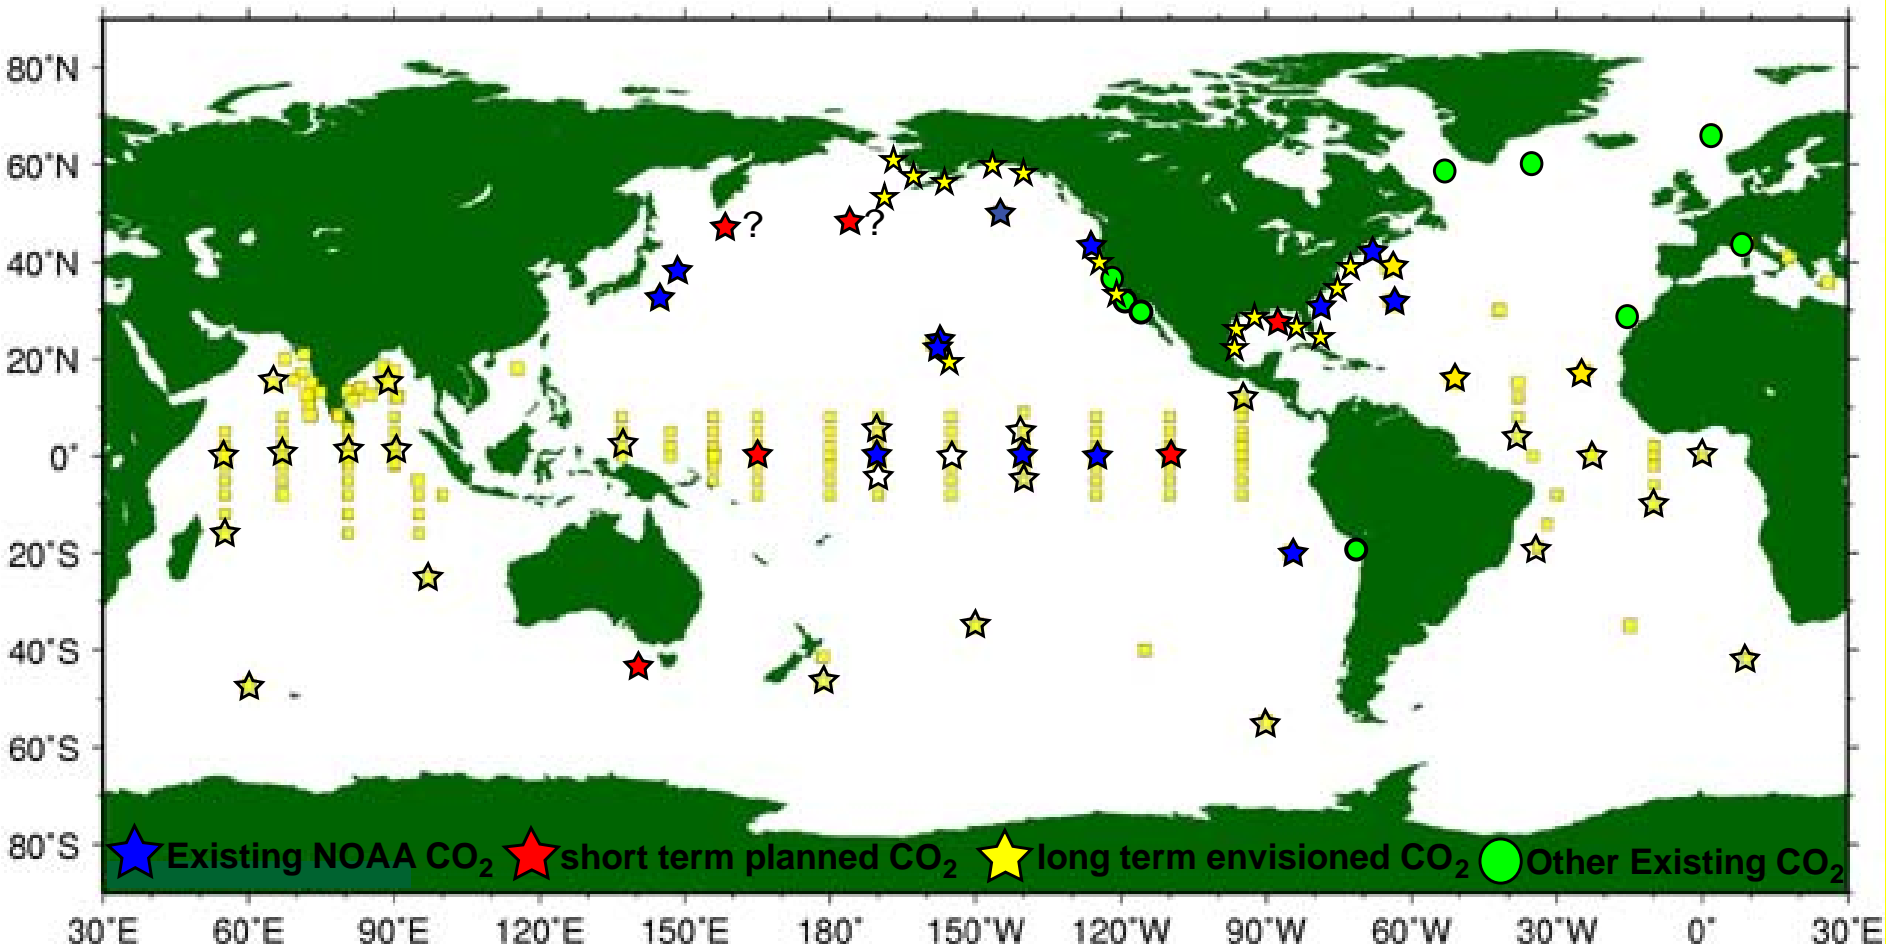 80°N
60°N
40°N
20°N
0°
20°S
40°S
60°S
80°S
?
?
Existing NOAA CO2 short term planned CO2 long term envisioned CO2 Other Existing CO2
30°E 60°E 90°E 120°E 150°E 180° 150°W 120°W 90°W 60°W 30°W 0° 30°E